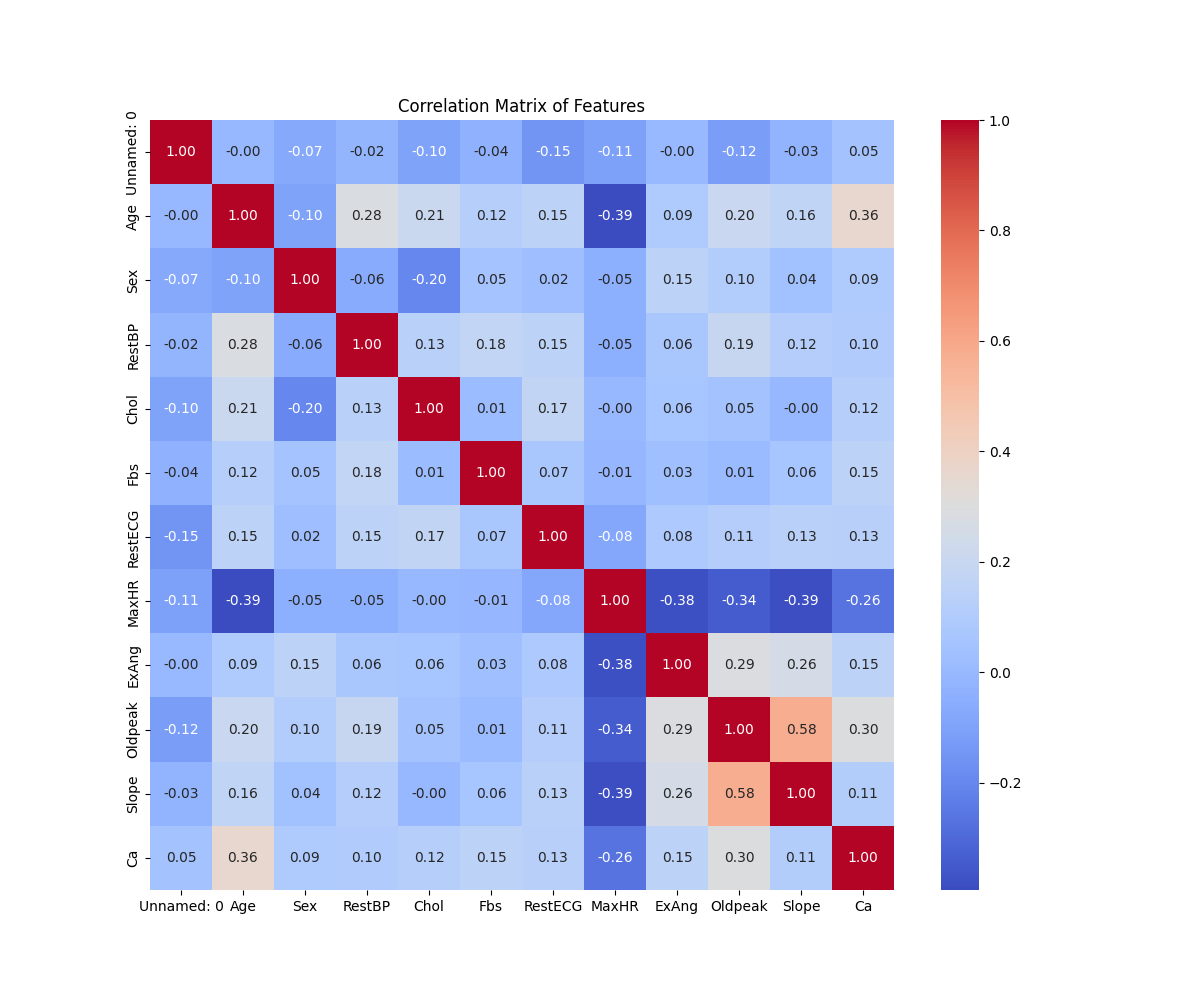 Correlation Matrix of Features
Unnamed: 0 1.00 -0.00 -0.07 -0.02 -0.10 -0.04 -0.15 -0.11 -0.00 -0.12 -0.03 0.05
Age -0.00 1.00 -0.10 0.28 0.21 0.12 0.15 -0.39 0.09 0.20 0.16 0.36
Sex -0.07 -0.10 1.00 -0.06 -0.20 0.05 0.02 -0.05 0.15 0.10 0.04 0.09
RestBP -0.02 0.28 -0.06 1.00 0.13 0.18 0.15 -0.05 0.06 0.19 0.12 0.10
Chol -0.10 0.21 -0.20 0.13 1.00 0.01 0.17 -0.00 0.06 0.05 -0.00 0.12
Fbs -0.04 0.12 0.05 0.18 0.01 1.00 0.07 -0.01 0.03 0.01 0.06 0.15
RestECG -0.15 0.15 0.02 0.15 0.17 0.07 1.00 -0.08 0.08 0.11 0.13 0.13
MaxHR -0.11 -0.39 -0.05 -0.05 -0.00 -0.01 -0.08 1.00 -0.38 -0.34 -0.39 -0.26
ExAng -0.00 0.09 0.15 0.06 0.06 0.03 0.08 -0.38 1.00 0.29 0.26 0.15
Oldpeak -0.12 0.20 0.10 0.19 0.05 0.01 0.11 -0.34 0.29 1.00 0.58 0.30
Slope -0.03 0.16 0.04 0.12 -0.00 0.06 0.13 -0.39 0.26 0.58 1.00 0.11
Ca 0.05 0.36 0.09 0.10 0.12 0.15 0.13 -0.26 0.15 0.30 0.11 1.00
Unnamed: 0 Age Sex RestBP Chol Fbs RestECG MaxHR ExAng Oldpeak Slope Ca
1.0
0.8
0.6
0.4
0.2
0.0
−0.2